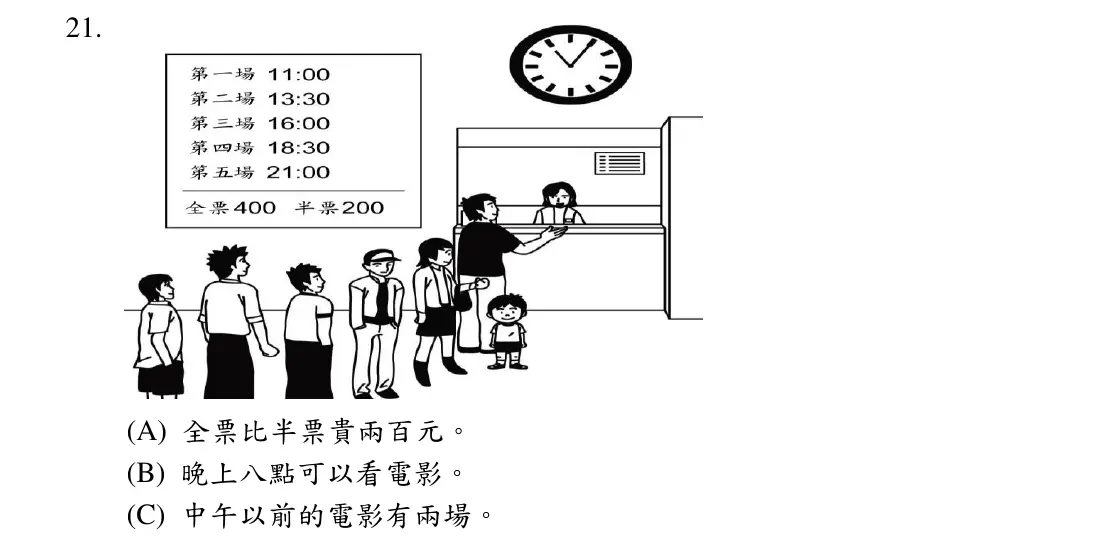 21.
第一場 11:00
第二場 13:30
第三場 16:00
第四場 18:30
第五場 21:00
全票400 半票200
(A) 全票比半票貴兩百元。
(B) 晚上八點可以看電影。
(C) 中午以前的電影有兩場。